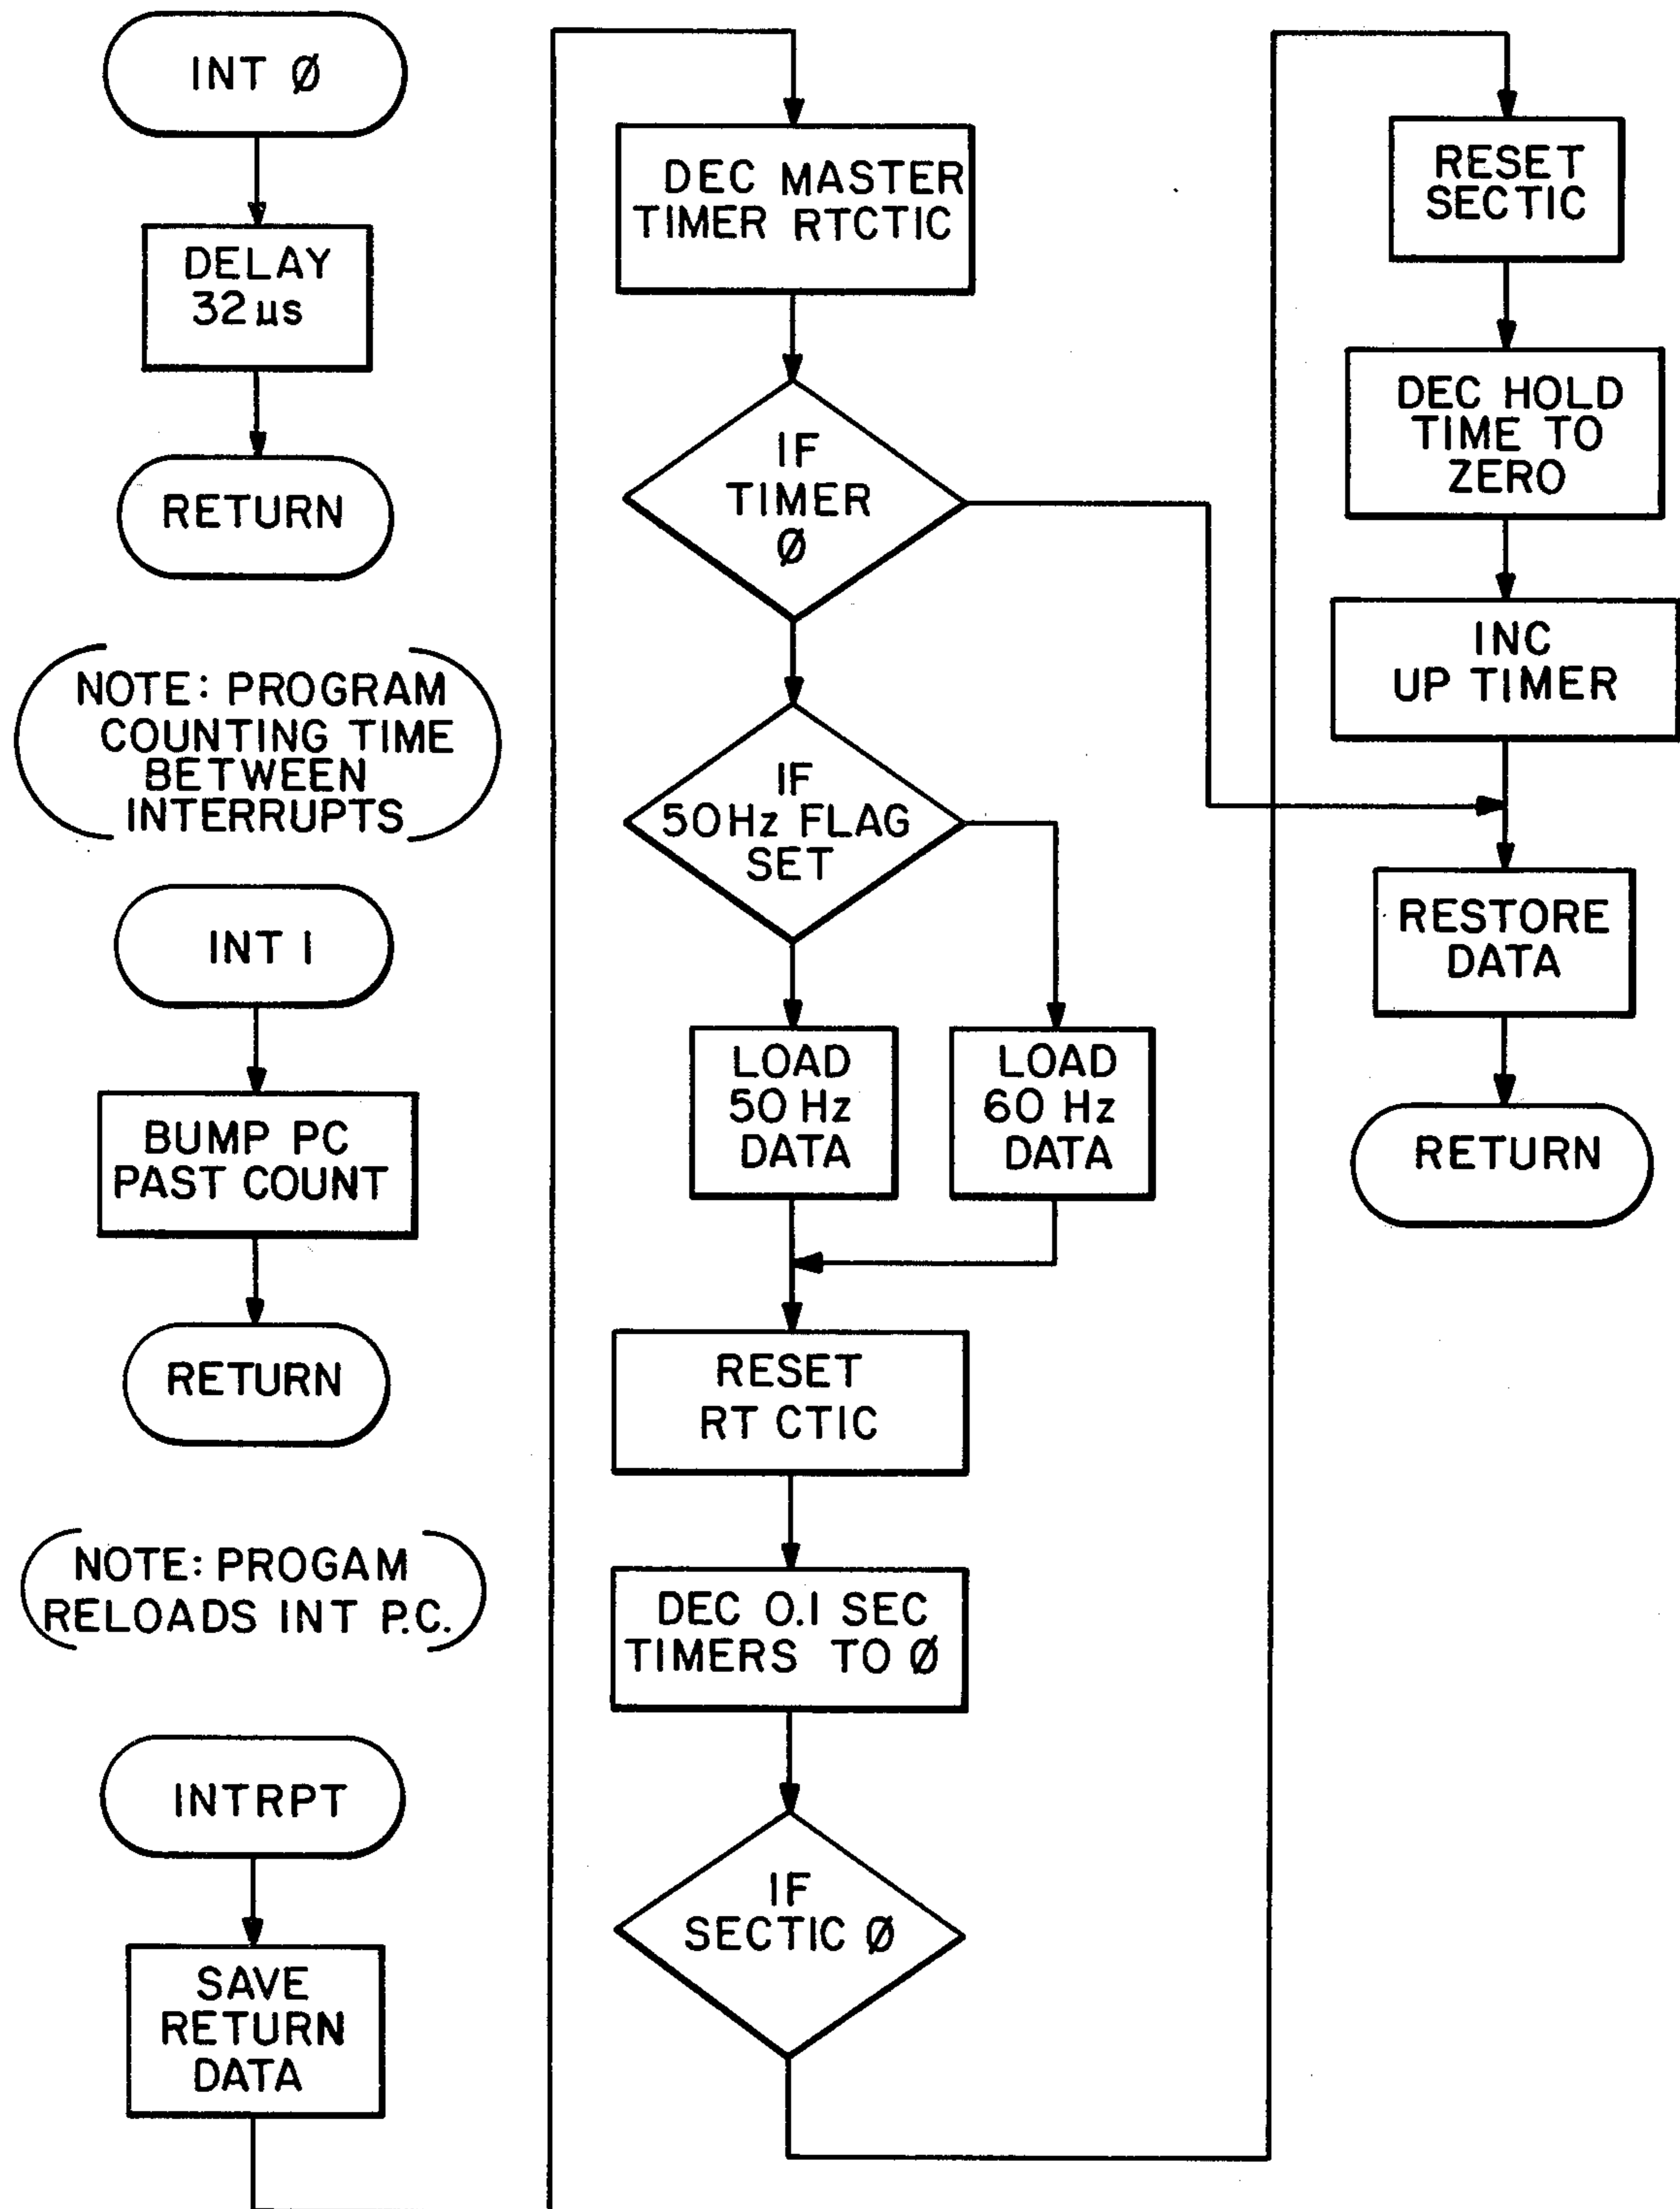 INT Ø
DELAY
32 µs
RETURN
NOTE: PROGRAM
COUNTING TIME
BETWEEN
INTERRUPTS
INT 1
BUMP PC
PAST COUNT
RETURN
NOTE: PROGAM
RELOADS INT P.C.
INTRPT
SAVE
RETURN
DATA
DEC MASTER
TIMER RTCTIC
IF
TIMER
Ø
IF
50 Hz FLAG
SET
LOAD
50 Hz
DATA
LOAD
60 Hz
DATA
RESET
RT CTIC
DEC 0.1 SEC
TIMERS TO Ø
IF
SECTIC Ø
RESET
SECTIC
DEC HOLD
TIME TO
ZERO
INC
UP TIMER
RESTORE
DATA
RETURN